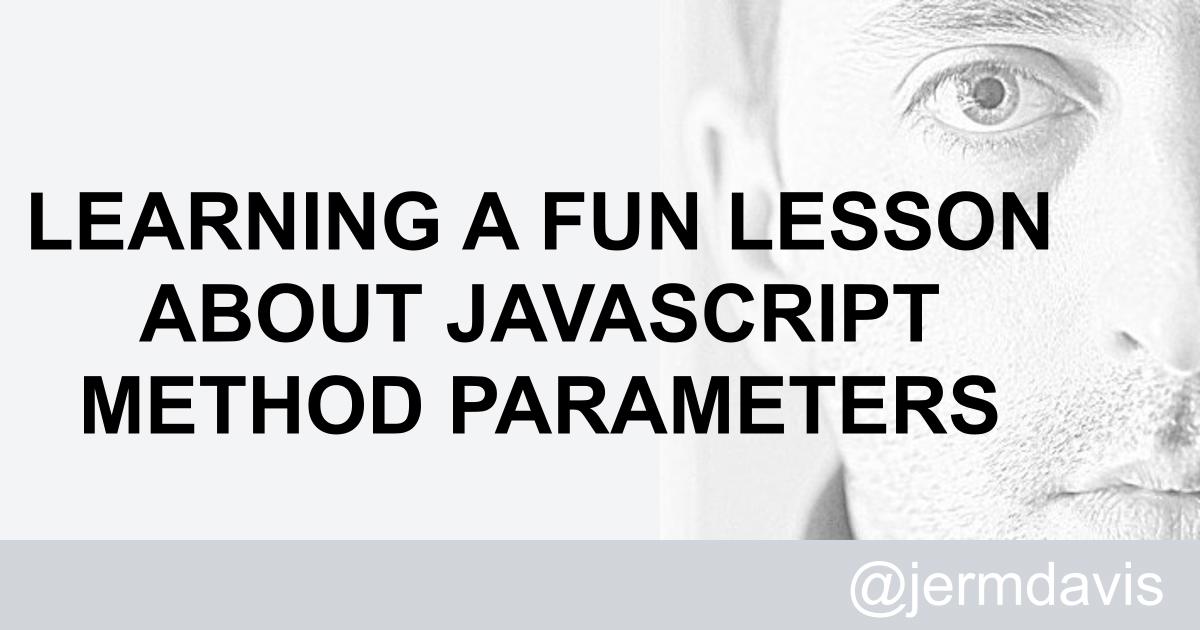 LEARNING A FUN LESSON
ABOUT JAVASCRIPT
METHOD PARAMETERS
@jermdavis